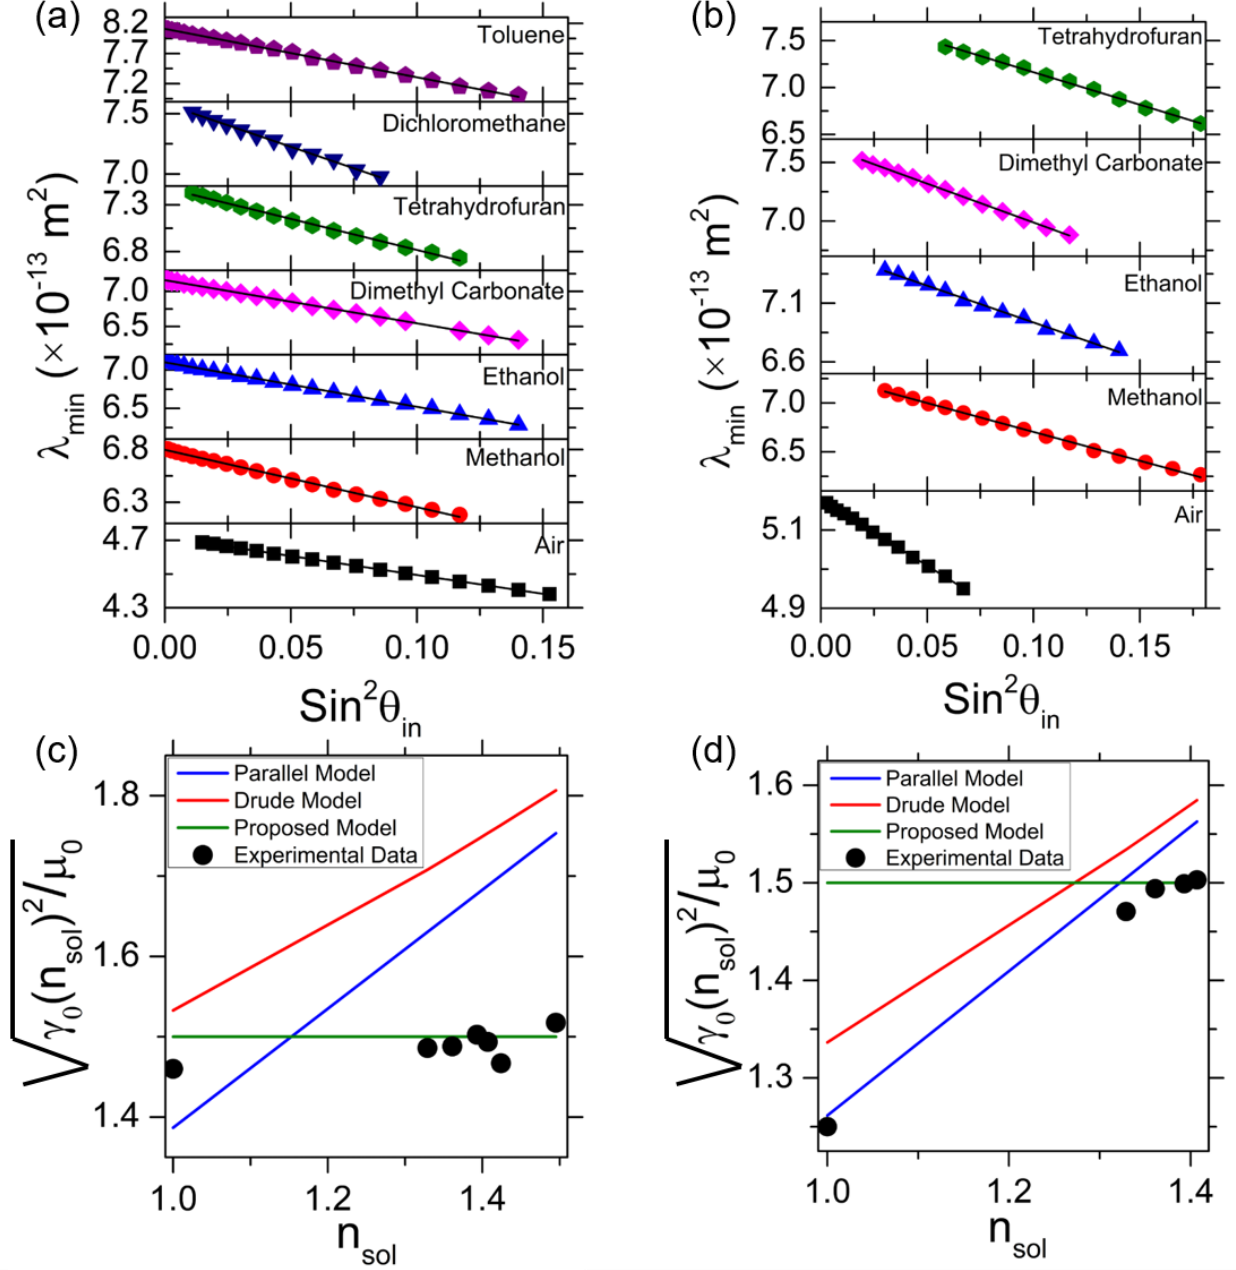 (a)
8.2
7.7
7.2
Toluene
7.5
7.0
Dichloromethane
7.3
6.8
Tetrahydrofuran
7.0
6.5
Dimethyl Carbonate
7.0
6.5
Ethanol
6.8
6.3
Methanol
4.7
4.3
Air
λmin (×10-13 m2)
0.00 0.05 0.10 0.15
Sin2θin
(b)
7.5
7.0
6.5
Tetrahydrofuran
7.5
7.0
Dimethyl Carbonate
7.1
6.6
Ethanol
7.0
6.5
Methanol
5.1
4.9
Air
λmin (×10-13 m2)
0.00 0.05 0.10 0.15
Sin2θin
(c)
Parallel Model
Drude Model
Proposed Model
Experimental Data
1.8
1.6
1.4
√γ0(nsol)2/μ0
1.0 1.2 1.4
nsol
(d)
Parallel Model
Drude Model
Proposed Model
Experimental Data
1.6
1.5
1.4
1.3
√γ0(nsol)2/μ0
1.0 1.2 1.4
nsol